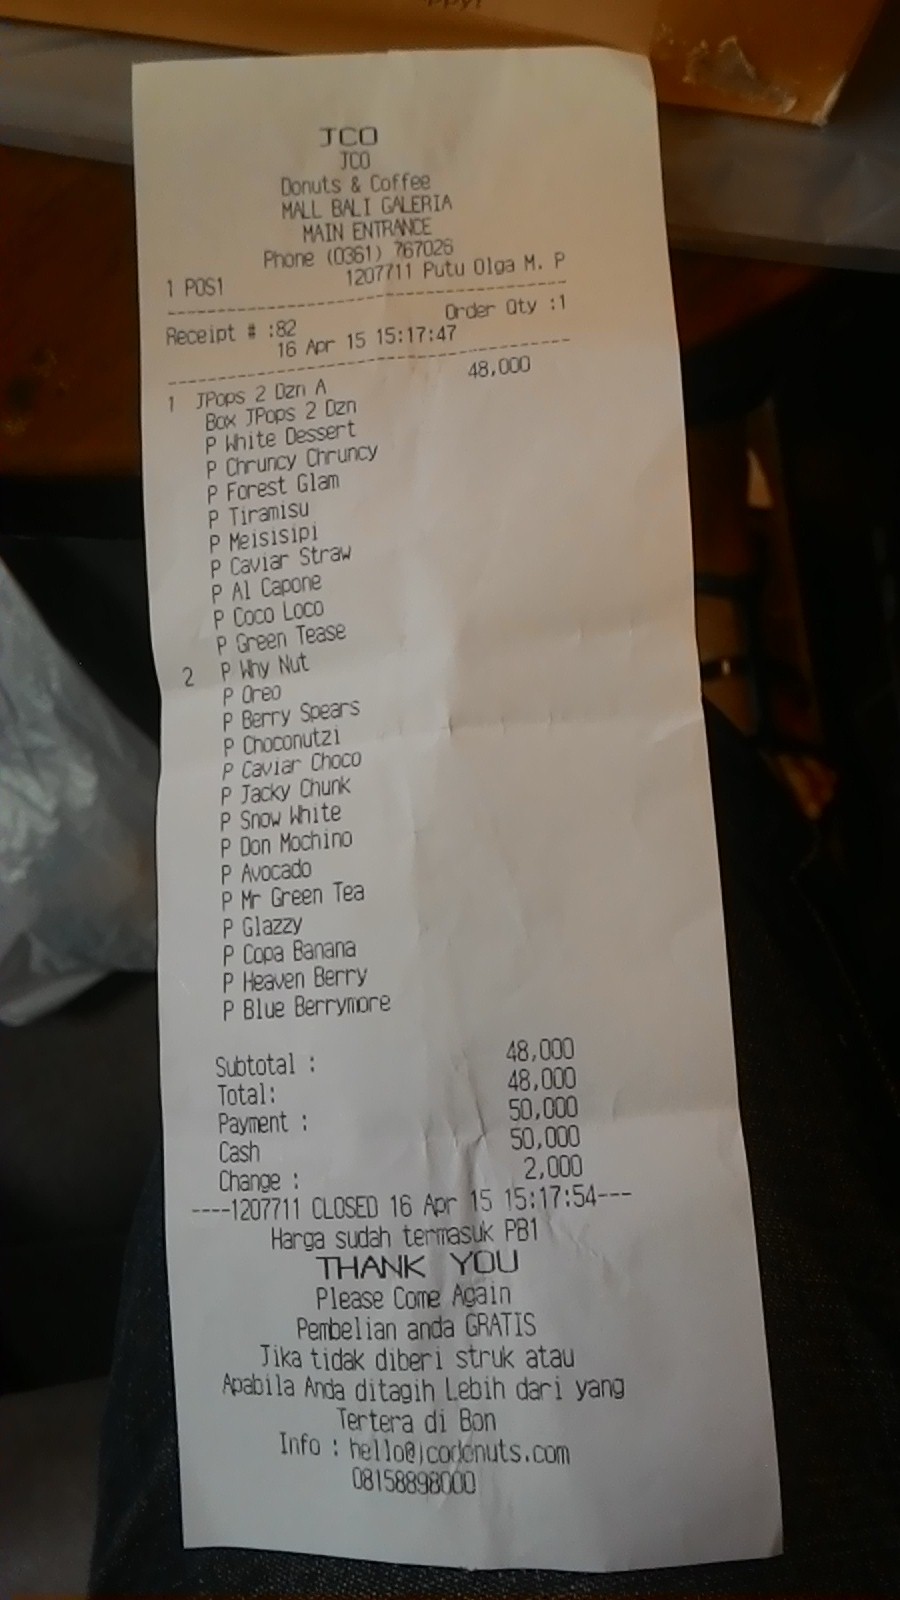 JCO
JCO
Donuts & Coffee
MALL BALI GALERIA
MAIN ENTRANCE
Phone (0361) 767026
1 POS1 1207711 Putu Olga M. P
Receipt # :82 Order Qty :1
16 Apr 15 15:17:47
1 JPops 2 Dzn A 48,000
Box JPops 2 Dzn
P White Dessert
P Chruncy Chruncy
P Forest Glam
P Tiramisu
P Meisisipi
P Caviar Straw
P Al Capone
P Coco Loco
P Green Tease
2 P Why Nut
P Oreo
P Berry Spears
P Choconutzi
P Caviar Choco
P Jacky Chunk
P Snow White
P Don Mochino
P Avocado
P Mr Green Tea
P Glazzy
P Copa Banana
P Heaven Berry
P Blue Berrymore
Subtotal : 48,000
Total: 48,000
Payment : 50,000
Cash 50,000
Change : 2,000
----1207711 CLOSED 16 Apr 15 15:17:54---
Harga sudah termasuk PB1
THANK YOU
Please Come Again
Pembelian anda GRATIS
Jika tidak diberi struk atau
Apabila Anda ditagih Lebih dari yang
Tertera di Bon
Info : hello@jcodonuts.com
08158898000